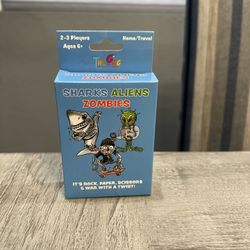 2-3 Players
Home/Travel
Ages 6+
SHARKS ALIENS
ZOMBIES
IT'S ROCK, PAPER, SCISSORS
& WAR WITH A TWIST!